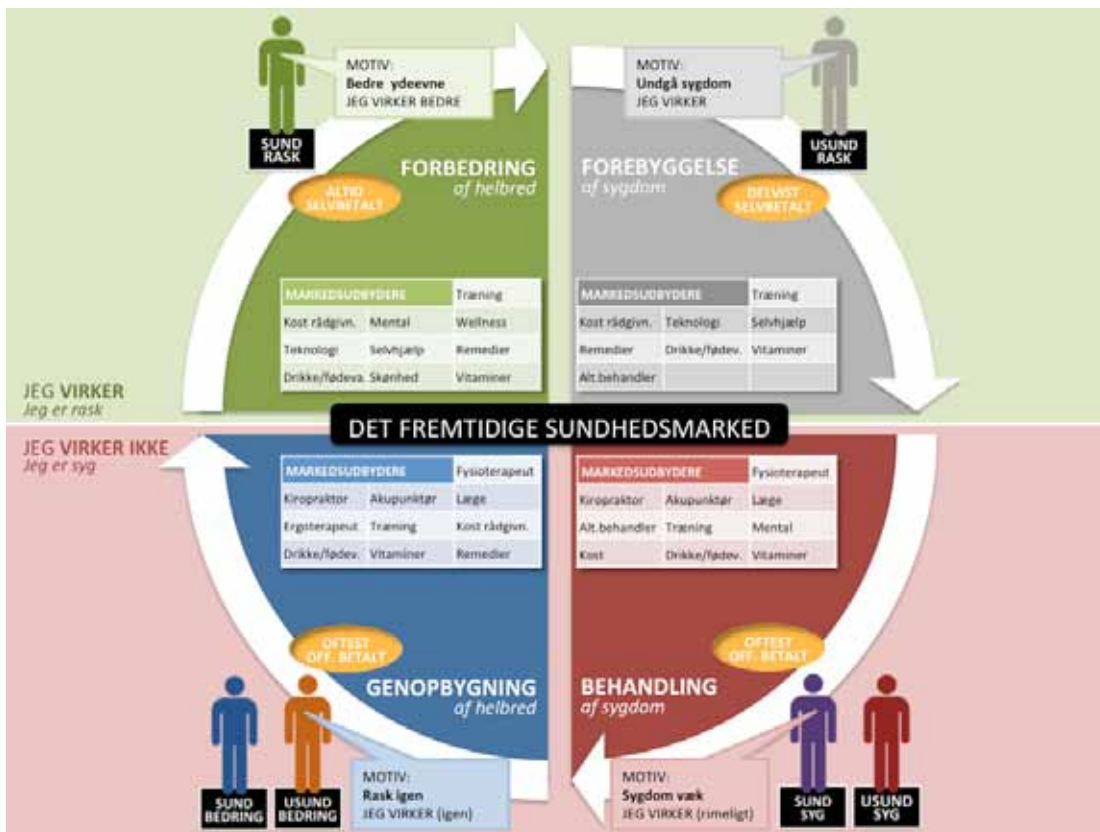 MOTIV:
Bedre ydeevne
JEG VIRKER BEDRE
SUND
RASK
FORBEDRING
af helbred
ALTID
SELVBETALT
MARKEDSUDBYDERE Træning
Kost rådgivn. Mental Wellness
Teknologi Selvhjælp Remedier
Drikke/fødeva. Skønhed Vitaminer
MOTIV:
Undgå sygdom
JEG VIRKER
USUND
RASK
FOREBYGGELSE
af sygdom
DELVIST
SELVBETALT
MARKEDSUDBYDERE Træning
Kost rådgivn. Teknologi Selvhjælp
Remedier Drikke/fødev. Vitaminer
Alt.behandler
JEG VIRKER
Jeg er rask
DET FREMTIDIGE SUNDHEDSMARKED
JEG VIRKER IKKE
Jeg er syg
MARKEDSUDBYDERE Fysioterapeut
Kiropraktor Akupunktør Læge
Ergoterapeut Træning Kost rådgivn.
Drikke/fødev. Vitaminer Remedier
OFTEST
OFF. BETALT
GENOPBYGNING
af helbred
SUND
BEDRING
USUND
BEDRING
MOTIV:
Rask igen
JEG VIRKER (igen)
MARKEDSUDBYDERE Fysioterapeut
Kiropraktor Akupunktør Læge
Alt.behandler Træning Mental
Kost Drikke/fødev. Vitaminer
OFTEST
OFF. BETALT
BEHANDLING
af sygdom
MOTIV:
Sygdom væk
JEG VIRKER (rimeligt)
SUND
SYG
USUND
SYG